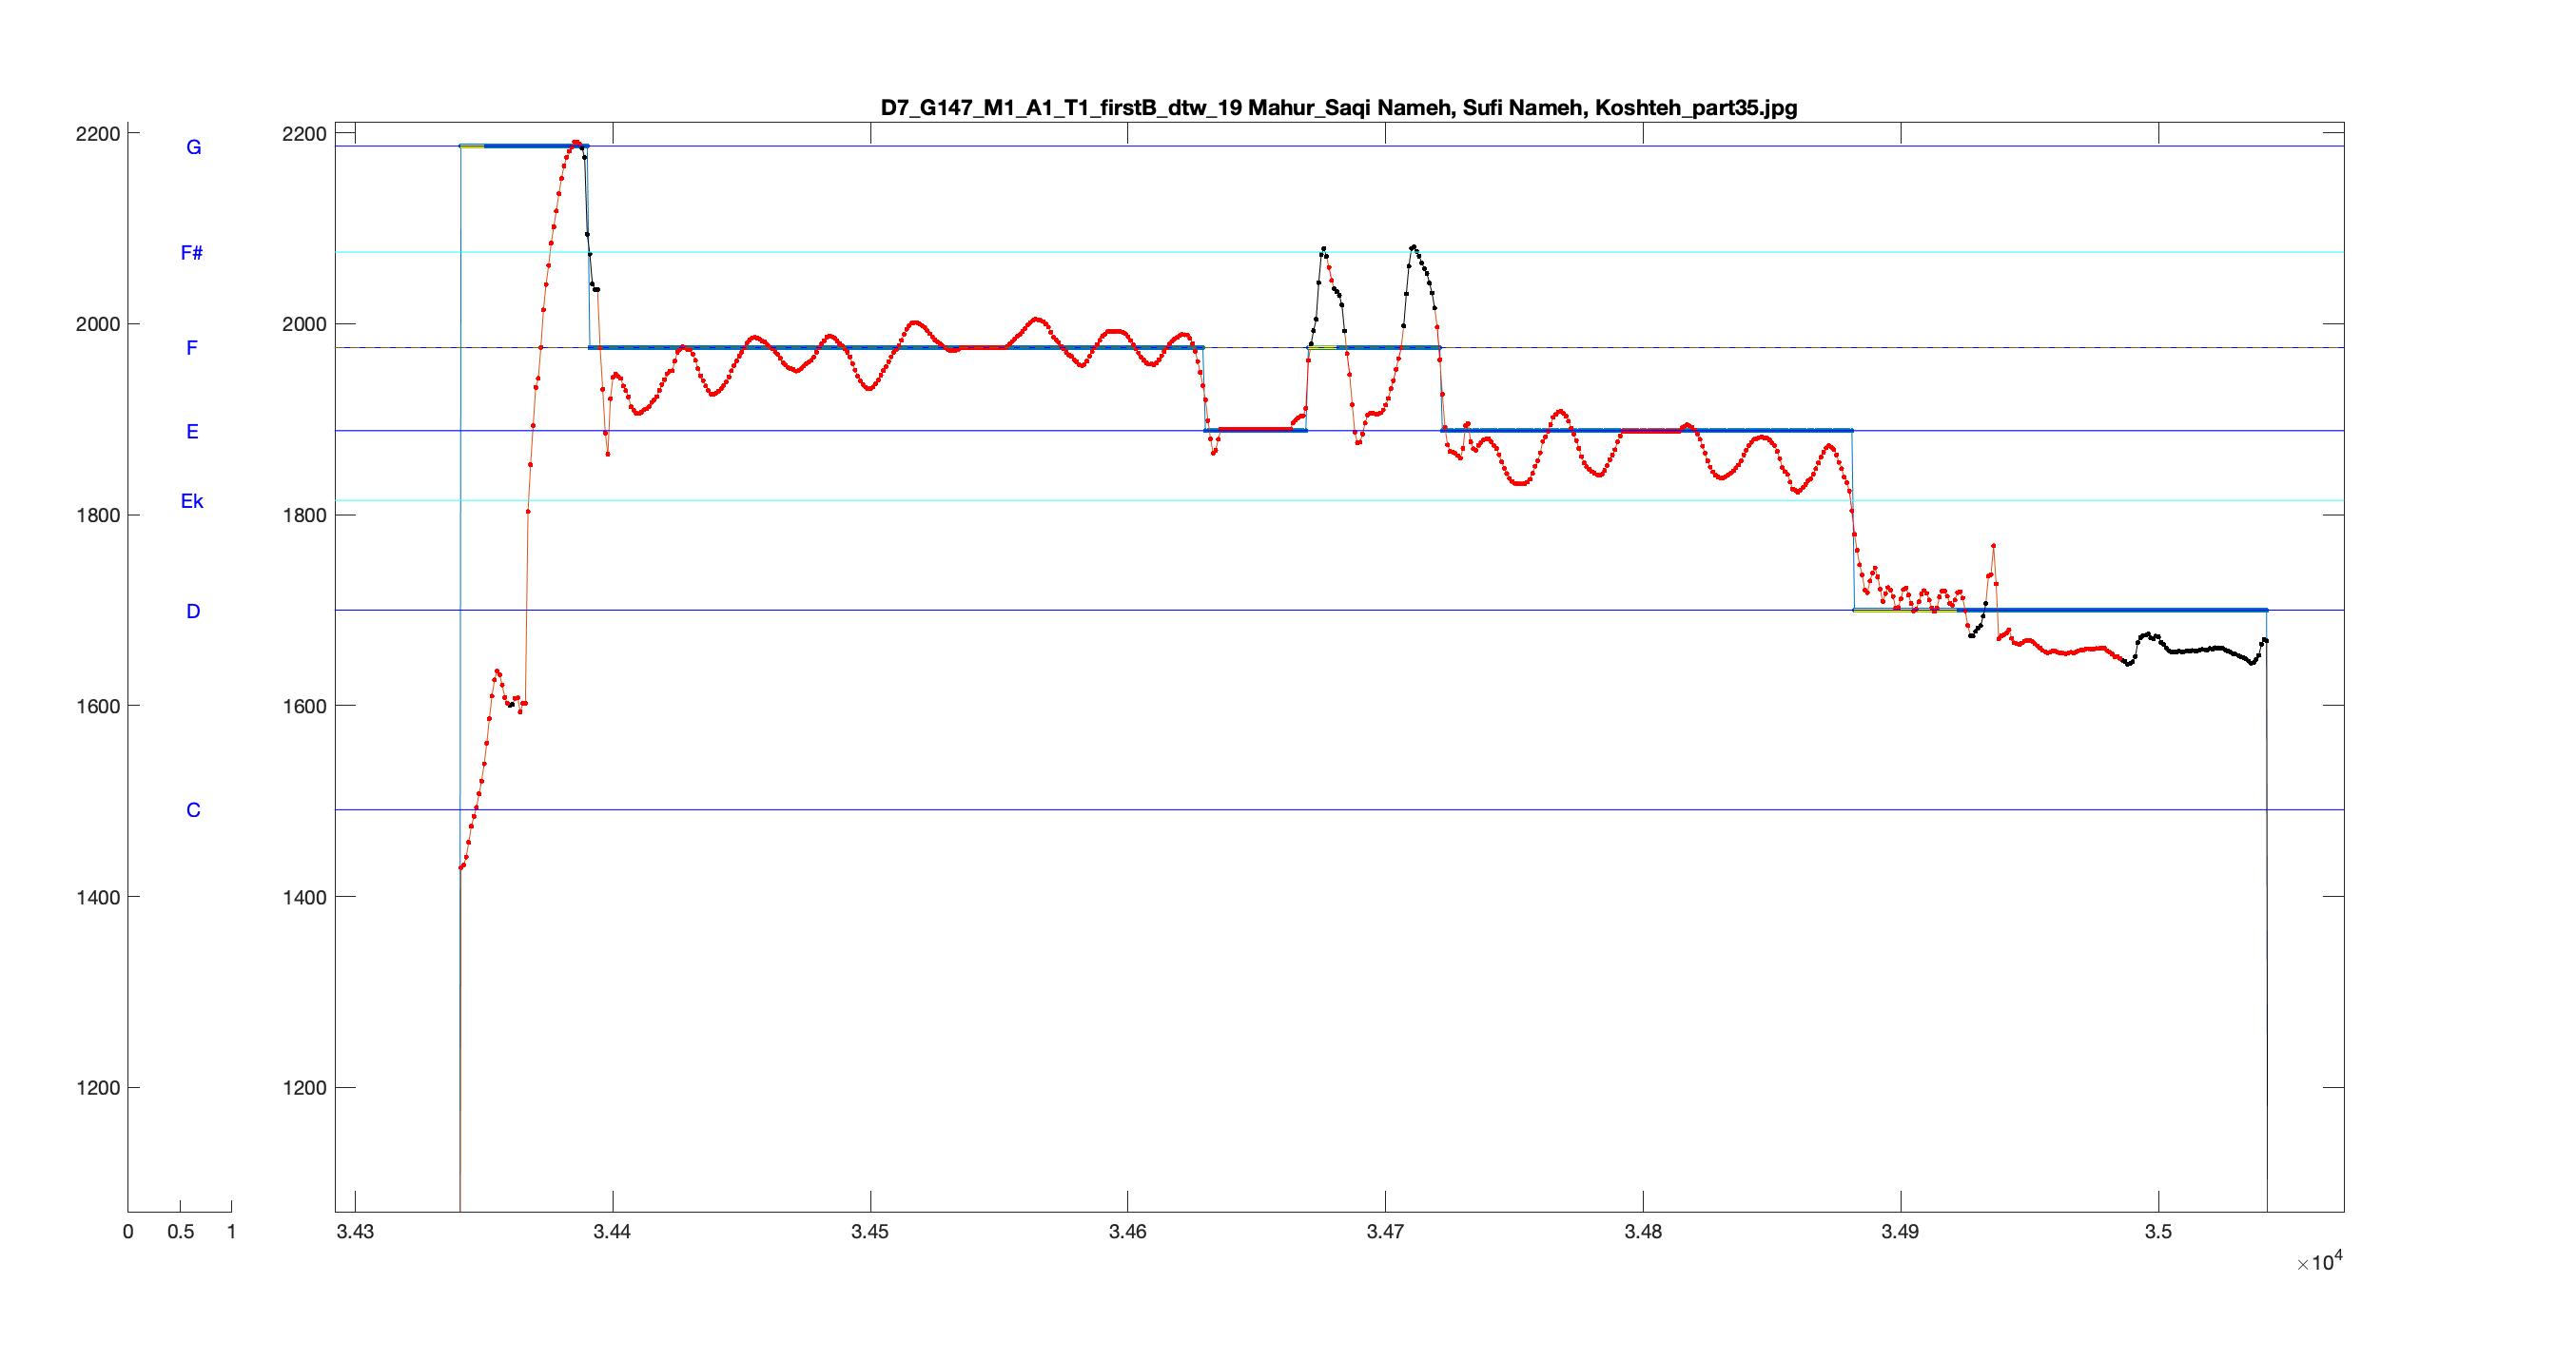 D7_G147_M1_A1_T1_firstB_dtw_19 Mahur_Saqi Nameh, Sufi Nameh, Koshteh_part35.jpg
2200
2000
1800
1600
1400
1200
0 0.5 1
G
F#
F
E
Ek
D
C
2200
2000
1800
1600
1400
1200
3.43 3.44 3.45 3.46 3.47 3.48 3.49 3.5
×10⁴